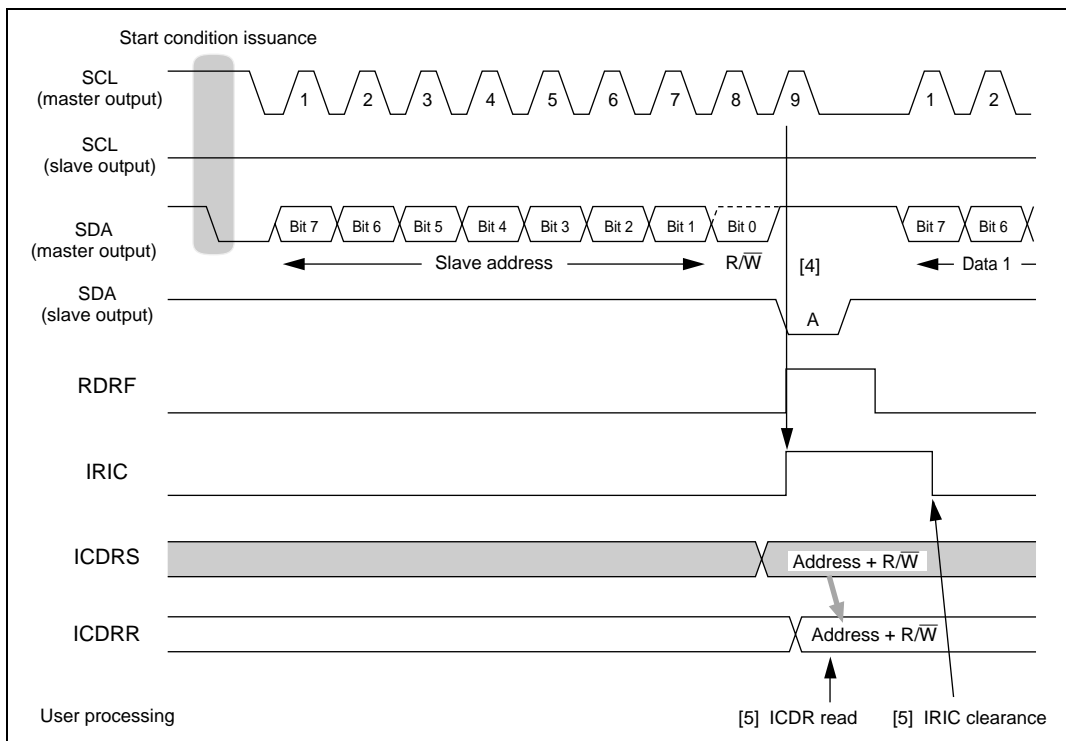 Start condition issuance
SCL
(master output)
1 2 3 4 5 6 7 8 9 1 2
SCL
(slave output)
SDA
(master output)
Bit 7 Bit 6 Bit 5 Bit 4 Bit 3 Bit 2 Bit 1 Bit 0 Bit 7 Bit 6
Slave address R/W̅ [4] Data 1
SDA
(slave output)
A
RDRF
IRIC
ICDRS
Address + R/W̅
ICDRR
Address + R/W̅
User processing
[5] ICDR read
[5] IRIC clearance